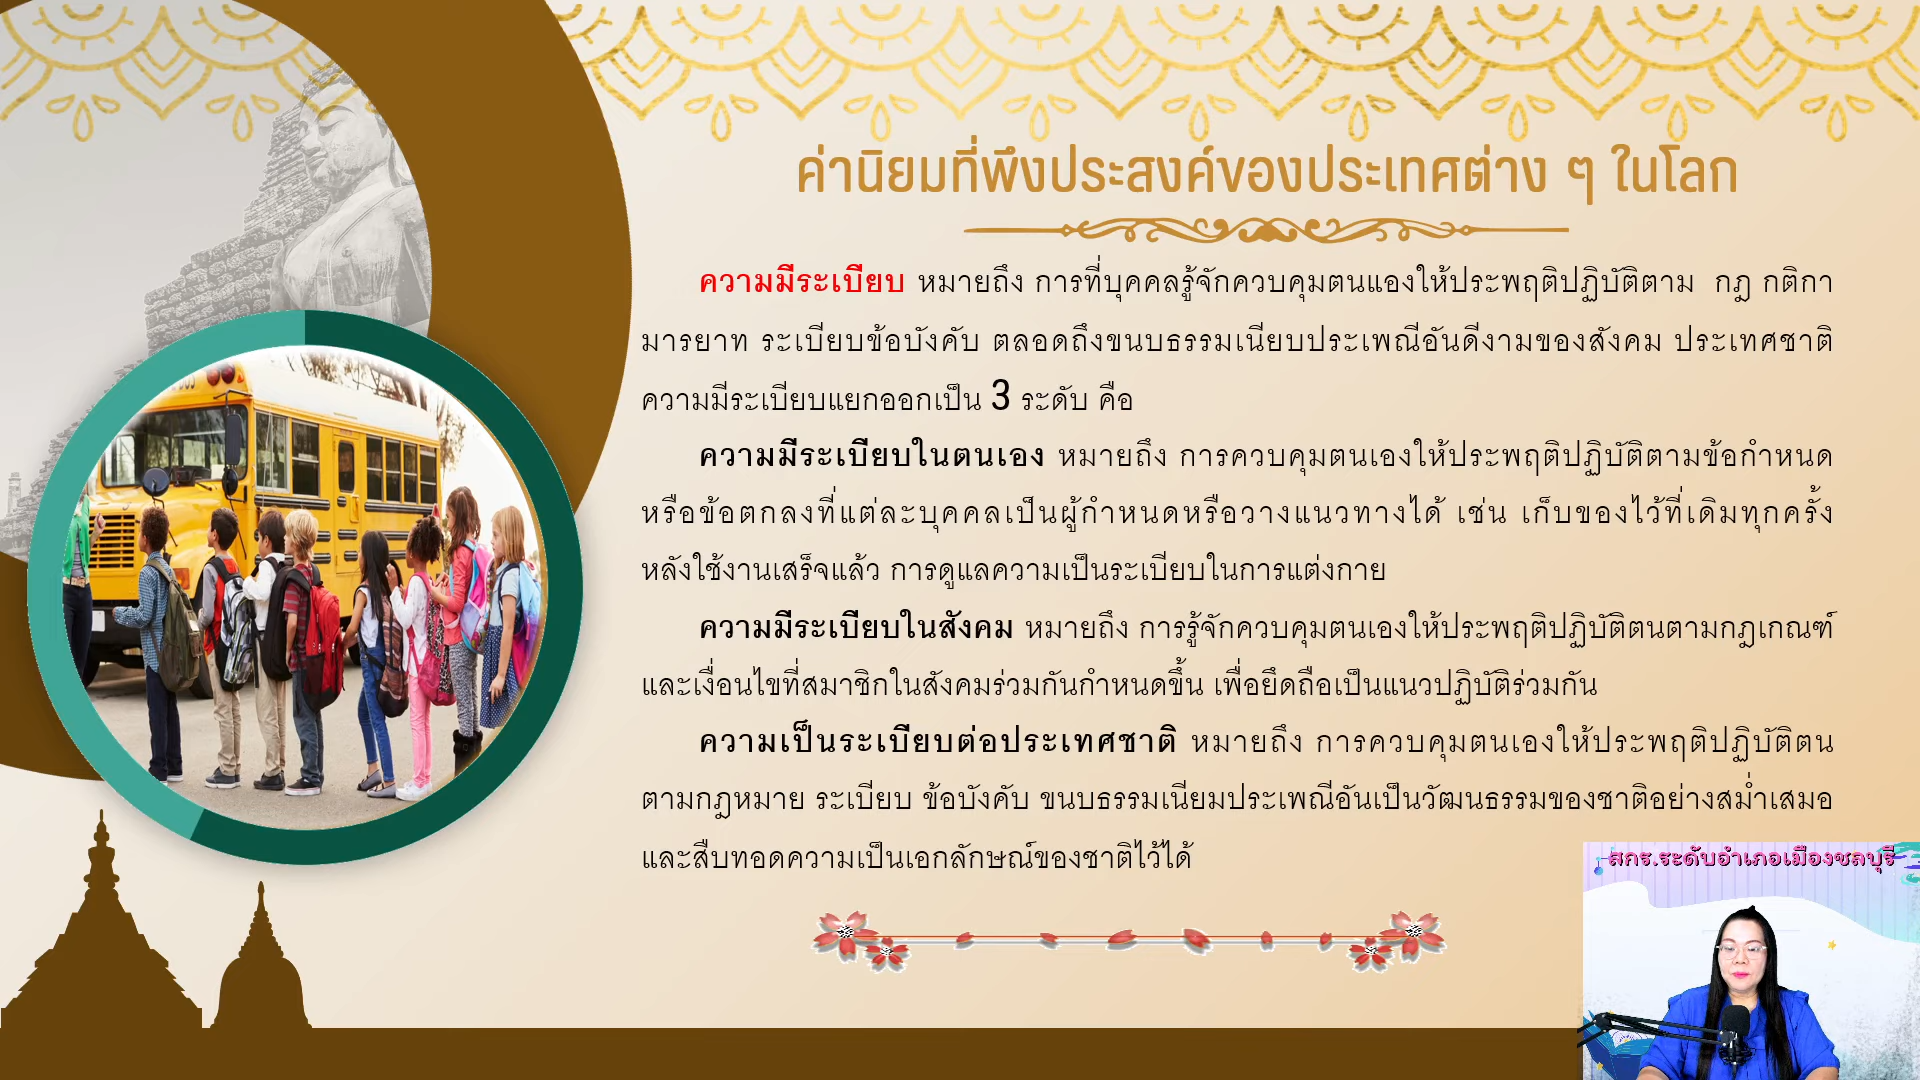 ค่านิยมที่พึงประสงค์ของประเทศต่าง ๆ ในโลก
ความมีระเบียบ หมายถึง การที่บุคคลรู้จักควบคุมตนแองให้ประพฤติปฏิบัติตาม กฎ กติกา
มารยาท ระเบียบข้อบังคับ ตลอดถึงขนบธรรมเนียบประเพณีอันดีงามของสังคม ประเทศชาติ
ความมีระเบียบแยกออกเป็น 3 ระดับ คือ
ความมีระเบียบในตนเอง หมายถึง การควบคุมตนเองให้ประพฤติปฏิบัติตามข้อกำหนด
หรือข้อตกลงที่แต่ละบุคคลเป็นผู้กำหนดหรือวางแนวทางได้ เช่น เก็บของไว้ที่เดิมทุกครั้ง
หลังใช้งานเสร็จแล้ว การดูแลความเป็นระเบียบในการแต่งกาย
ความมีระเบียบในสังคม หมายถึง การรู้จักควบคุมตนเองให้ประพฤติปฏิบัติตนตามกฎเกณฑ์
และเงื่อนไขที่สมาชิกในสังคมร่วมกันกำหนดขึ้น เพื่อยึดถือเป็นแนวปฏิบัติร่วมกัน
ความเป็นระเบียบต่อประเทศชาติ หมายถึง การควบคุมตนเองให้ประพฤติปฏิบัติตน
ตามกฎหมาย ระเบียบ ข้อบังคับ ขนบธรรมเนียมประเพณีอันเป็นวัฒนธรรมของชาติอย่างสม่ำเสมอ
และสืบทอดความเป็นเอกลักษณ์ของชาติไว้ได้
สกร.ระดับอำเภอเมืองชลบุรี